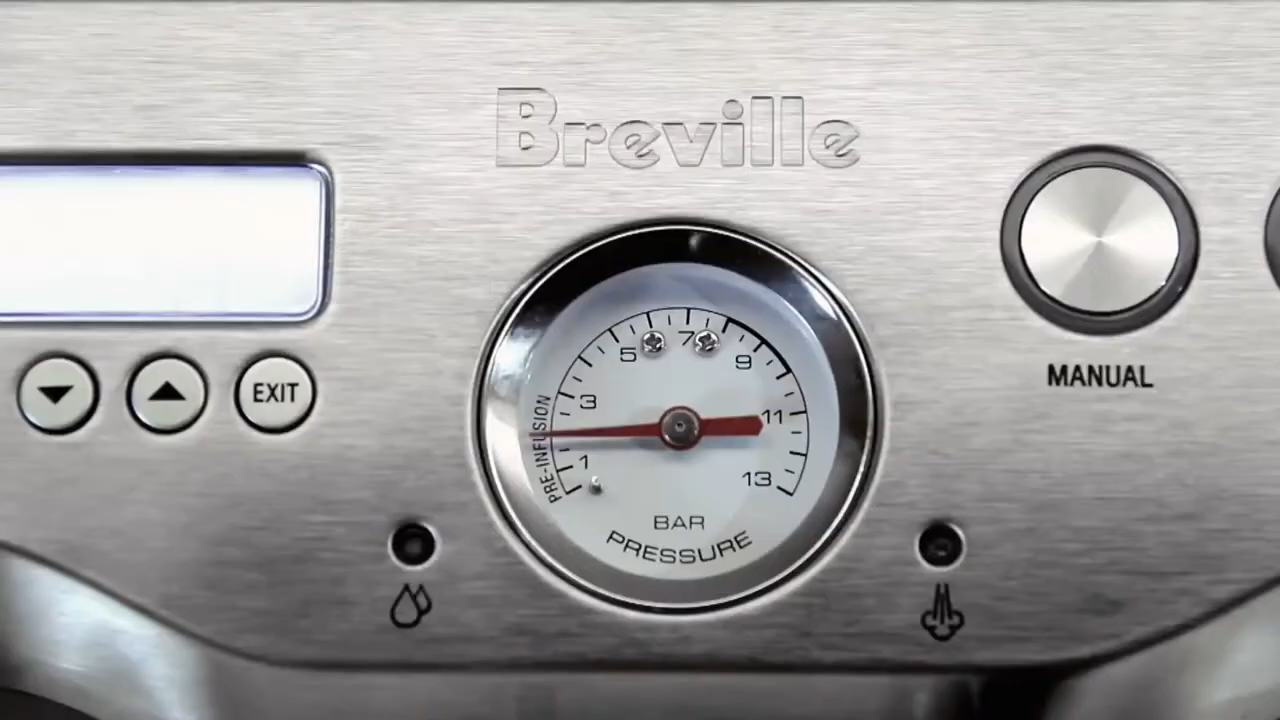 Breville
EXIT
MANUAL
PRE-INFUSION
1
3
5
7
9
11
13
BAR
PRESSURE